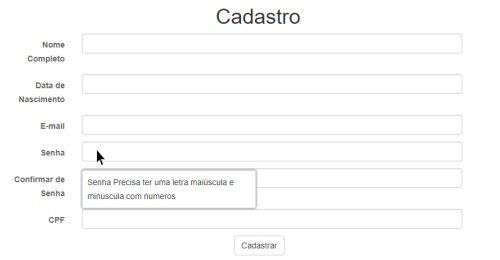 Cadastro
Nome
Completo
Data de
Nascimento
E-mail
Senha
Confirmar de
Senha
Senha Precisa ter uma letra maiúscula e
minuscula com numeros
CPF
Cadastrar